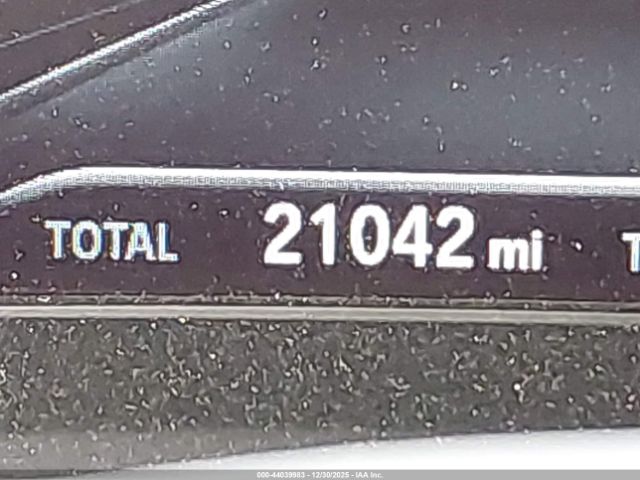 TOTAL 21042 mi T
000-44039983 - 12/30/2025 - IAA Inc.